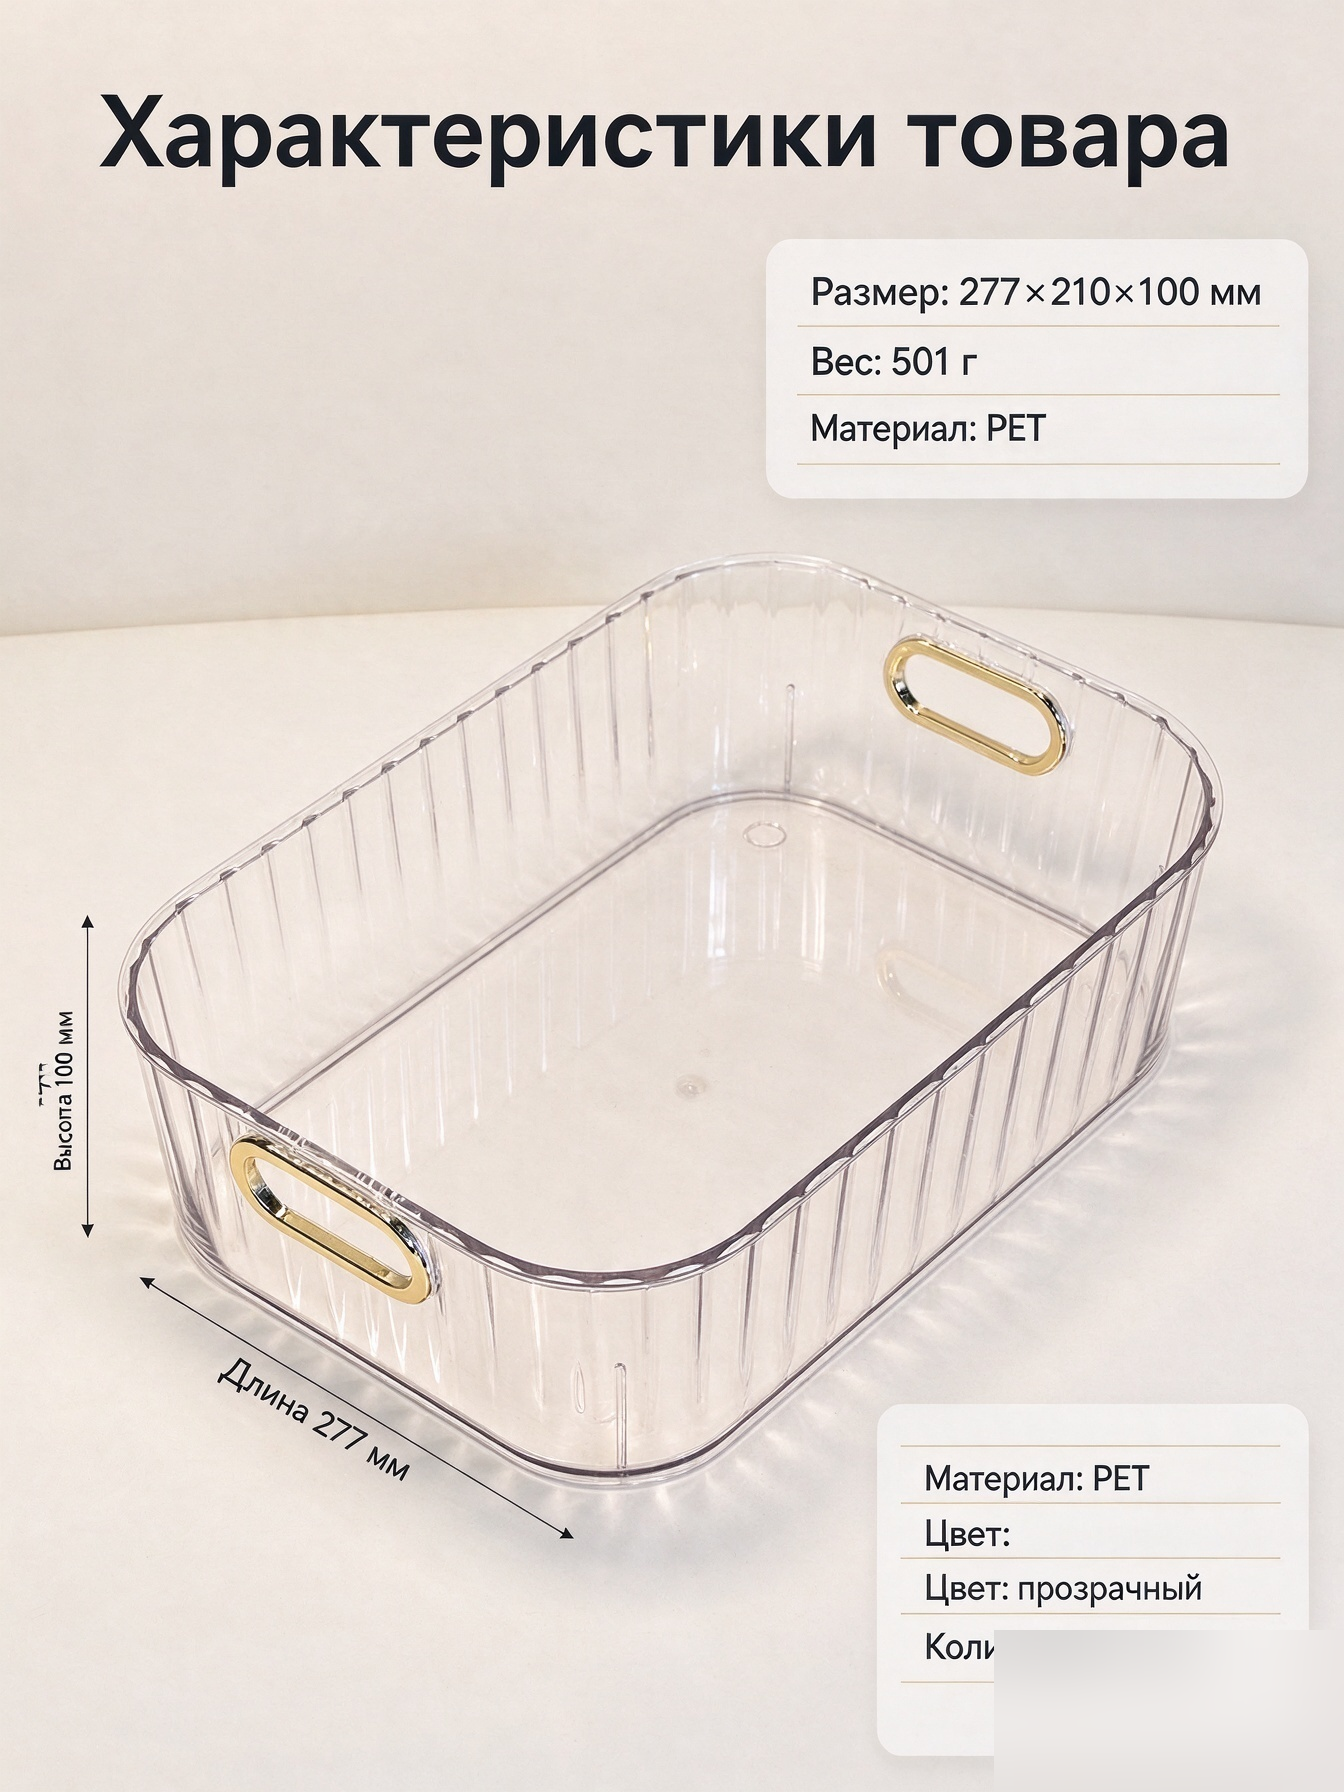 Характеристики товара
Размер: 277×210×100 мм
Вес: 501 г
Материал: PET
Высота 100 мм
Длина 277 мм
Материал: PET
Цвет:
Цвет: прозрачный